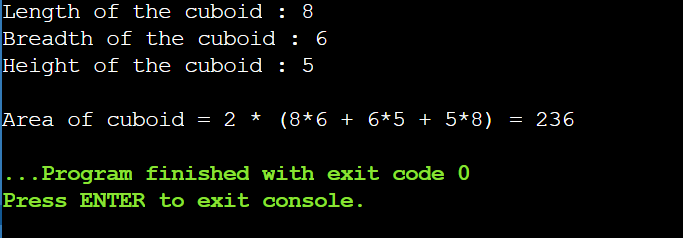 Length of the cuboid : 8
Breadth of the cuboid : 6
Height of the cuboid : 5
Area of cuboid = 2 * (8*6 + 6*5 + 5*8) = 236
...Program finished with exit code 0
Press ENTER to exit console.